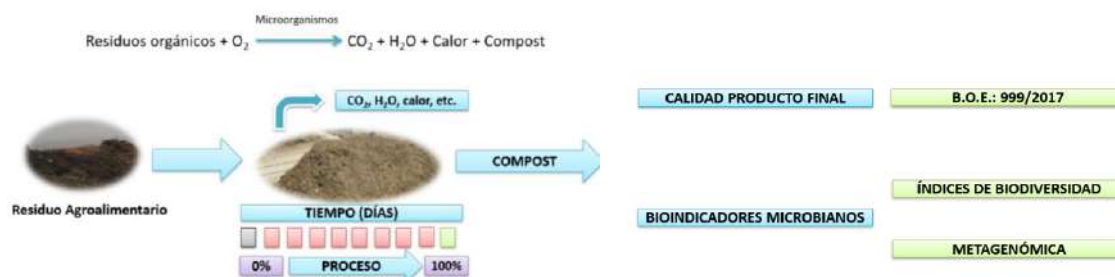 Microorganismos
Residuos orgánicos + O₂ CO₂ + H₂O + Calor + Compost
CO₂, H₂O, calor, etc.
Residuo Agroalimentario
COMPOST
TIEMPO (DÍAS)
0% PROCESO 100%
CALIDAD PRODUCTO FINAL
B.O.E.: 999/2017
BIOINDICADORES MICROBIANOS
ÍNDICES DE BIODIVERSIDAD
METAGENÓMICA